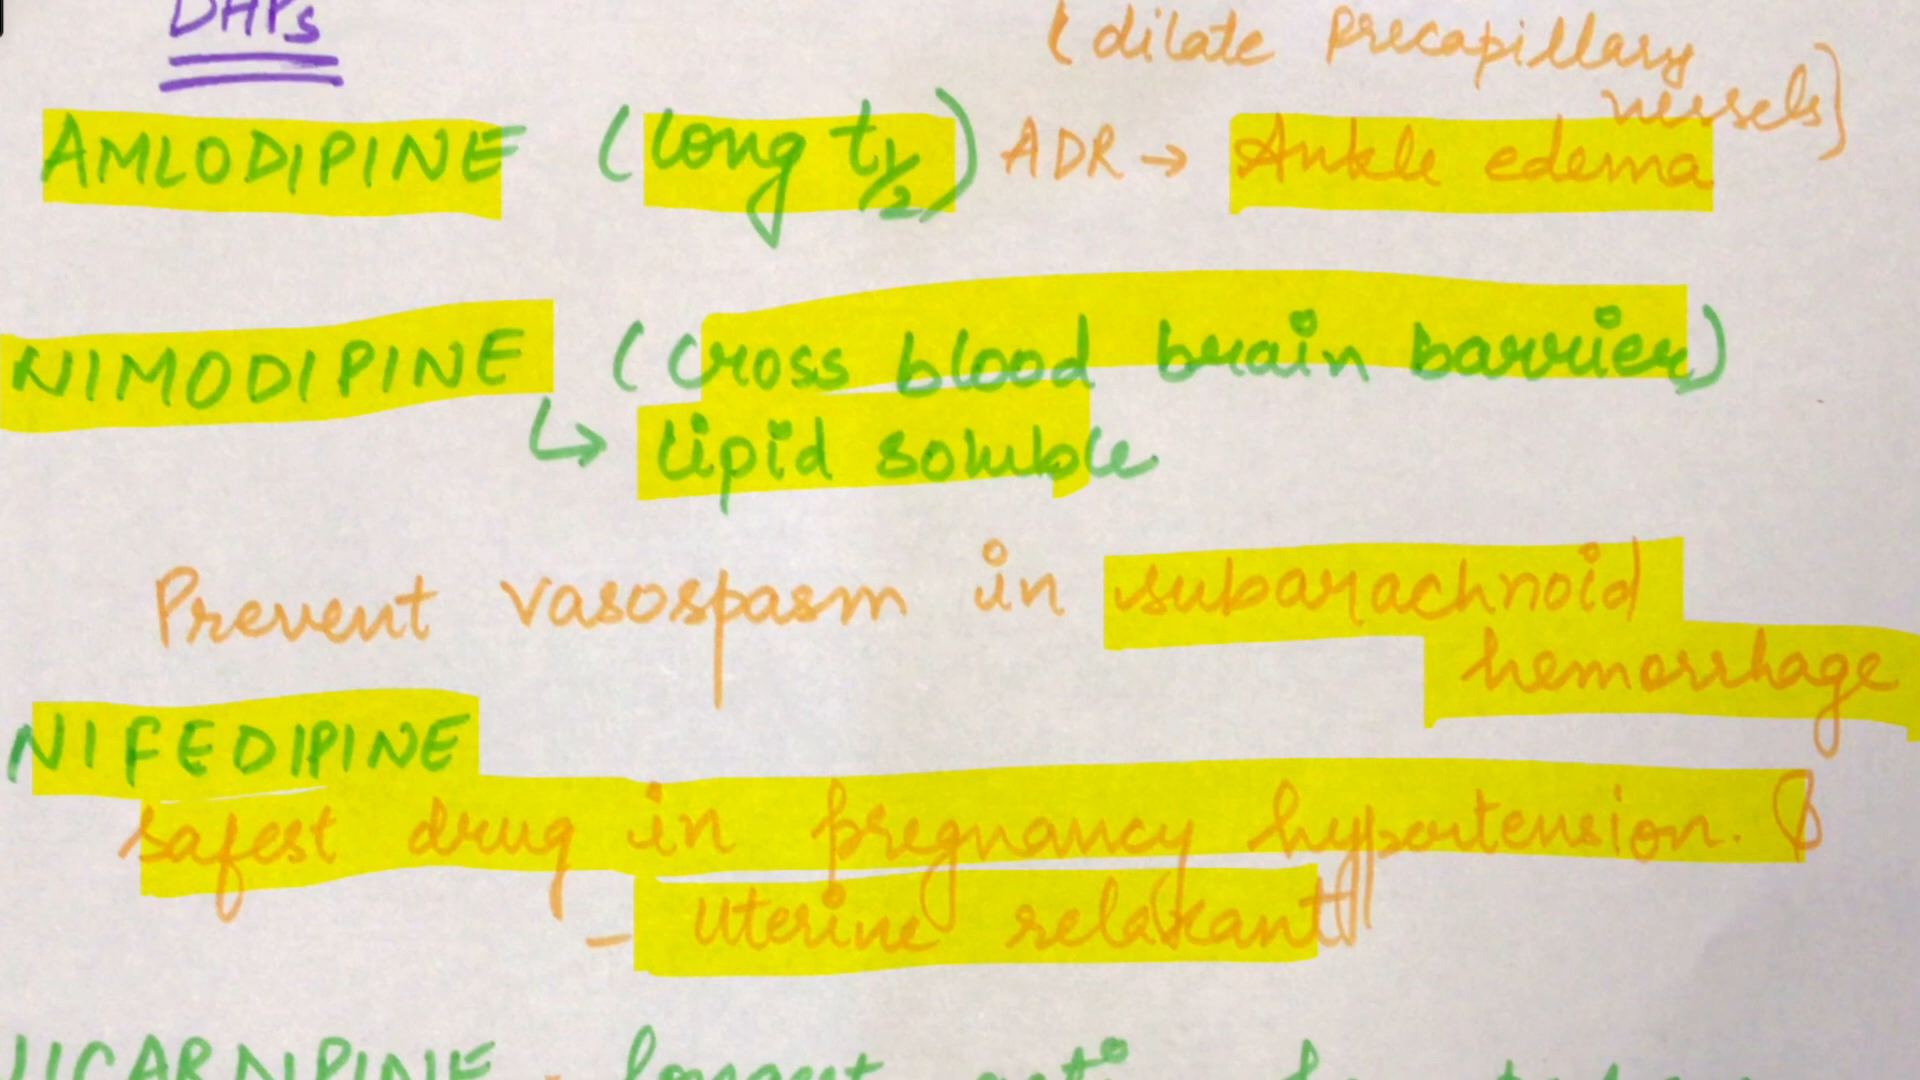 DHPs
(dilate precapillary
vessels)
AMLODIPINE (long t1/2) ADR → Ankle edema
NIMODIPINE (cross blood brain barrier)
↳ lipid soluble
Prevent vasospasm in subarachnoid
hemorrhage
NIFEDIPINE
safest drug in pregnancy hypertension.
- Uterine relaxant